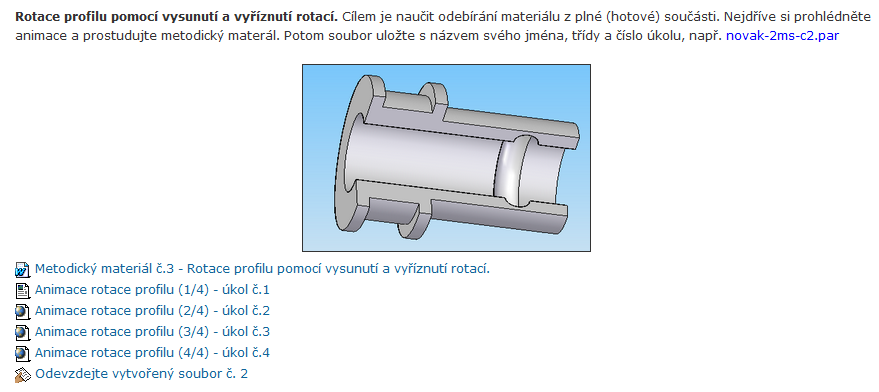 Rotace profilu pomocí vysunutí a vyříznutí rotací. Cílem je naučit odebírání materiálu z plné (hotové) součásti. Nejdříve si prohlédněte
animace a prostudujte metodický materál. Potom soubor uložte s názvem svého jména, třídy a číslo úkolu, např. novak-2ms-c2.par
Metodický materiál č.3 - Rotace profilu pomocí vysunutí a vyříznutí rotací.
Animace rotace profilu (1/4) - úkol č.1
Animace rotace profilu (2/4) - úkol č.2
Animace rotace profilu (3/4) - úkol č.3
Animace rotace profilu (4/4) - úkol č.4
Odevzdejte vytvořený soubor č. 2